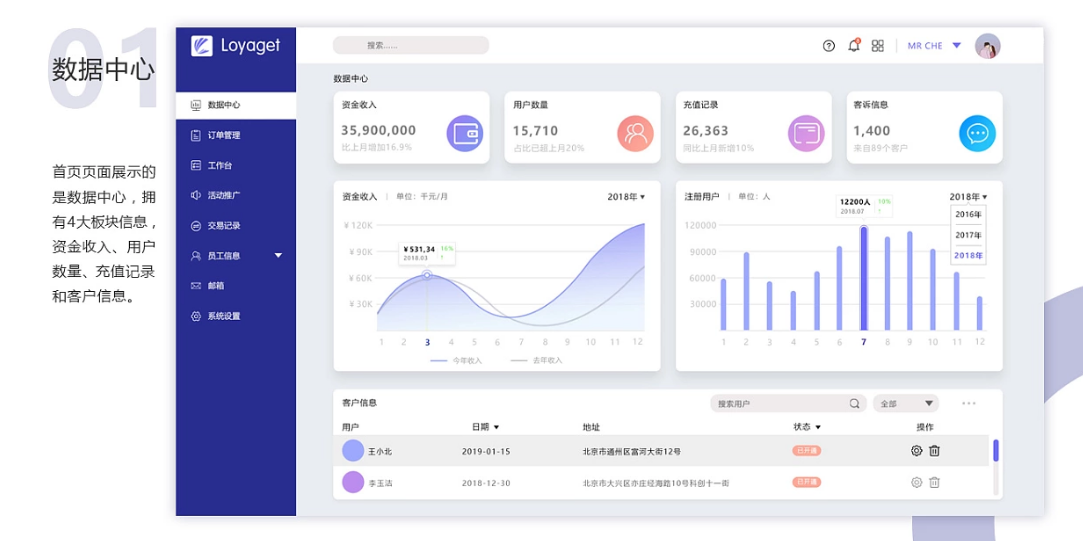 01
数据中心
首页页面展示的
是数据中心，拥
有4大板块信息，
资金收入、用户
数量、充值记录
和客户信息。
Loyaget
数据中心
订单管理
工作台
活动推广
交易记录
员工信息
邮箱
系统设置
搜索......
MR CHE
数据中心
资金收入
35,900,000
比上月增加16.9%
用户数量
15,710
占比已超上月20%
充值记录
26,363
同比上月新增10%
客诉信息
1,400
来自89个客户
资金收入 | 单位：千元/月 2018年
¥120K
¥90K
¥60K
¥30K
¥531,34 16%
2018.03
1 2 3 4 5 6 7 8 9 10 11 12
今年收入 去年收入
注册用户 | 单位：人 2018年
2016年
2017年
2018年
12200人 10%
2018.07
120000
90000
60000
30000
1 2 3 4 5 6 7 8 9 10 11 12
客户信息 搜索用户 全部
用户 日期 地址 状态 操作
王小北 2019-01-15 北京市通州区富河大街12号 已开通
李玉洁 2018-12-30 北京市大兴区亦庄经海路10号科创十一街 已开通